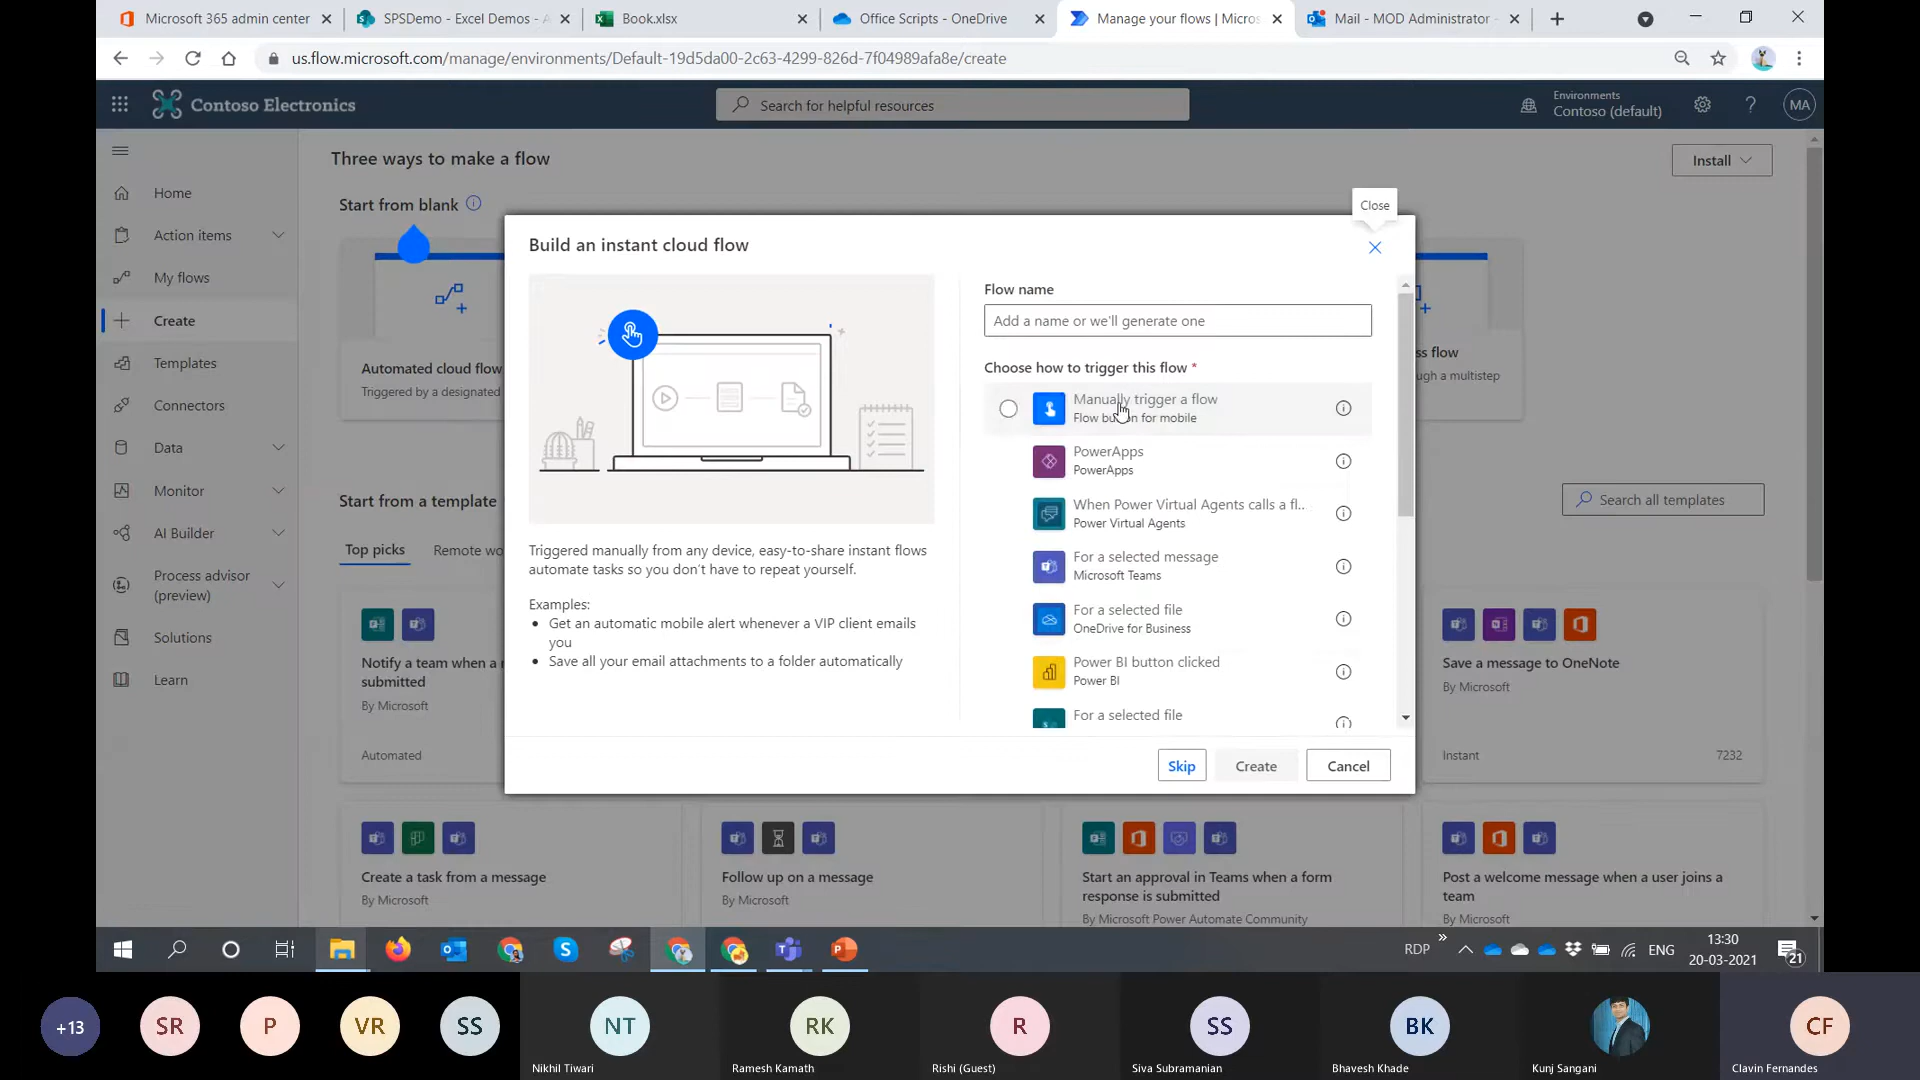 Microsoft 365 admin center
SPSDemo - Excel Demos - A
Book.xlsx
Office Scripts - OneDrive
Manage your flows | Micros
Mail - MOD Administrator -
us.flow.microsoft.com/manage/environments/Default-19d5da00-2c63-4299-826d-7f04989afa8e/create
Contoso Electronics
Search for helpful resources
Environments
Contoso (default)
?
MA
Home
Action items
My flows
Create
Templates
Connectors
Data
Monitor
AI Builder
Process advisor
(preview)
Solutions
Learn
Three ways to make a flow
Install
Start from blank
Automated cloud flow
Triggered by a designated
ss flow
ough a multistep
Close
Build an instant cloud flow
Triggered manually from any device, easy-to-share instant flows
automate tasks so you don't have to repeat yourself.
Examples:
• Get an automatic mobile alert whenever a VIP client emails
you
• Save all your email attachments to a folder automatically
Flow name
Add a name or we'll generate one
Choose how to trigger this flow *
Manually trigger a flow
Flow button for mobile
PowerApps
PowerApps
When Power Virtual Agents calls a fl..
Power Virtual Agents
For a selected message
Microsoft Teams
For a selected file
OneDrive for Business
Power BI button clicked
Power BI
For a selected file
Skip
Create
Cancel
Start from a template
Search all templates
Top picks
Remote wo
Notify a team when a
submitted
By Microsoft
Automated
Save a message to OneNote
By Microsoft
Instant
7232
Create a task from a message
By Microsoft
Follow up on a message
By Microsoft
Start an approval in Teams when a form
response is submitted
By Microsoft Power Automate Community
Post a welcome message when a user joins a
team
By Microsoft
RDP
ENG
13:30
20-03-2021
21
+13
SR
P
VR
SS
NT
Nikhil Tiwari
RK
Ramesh Kamath
R
Rishi (Guest)
SS
Siva Subramanian
BK
Bhavesh Khade
Kunj Sangani
CF
Clavin Fernandes